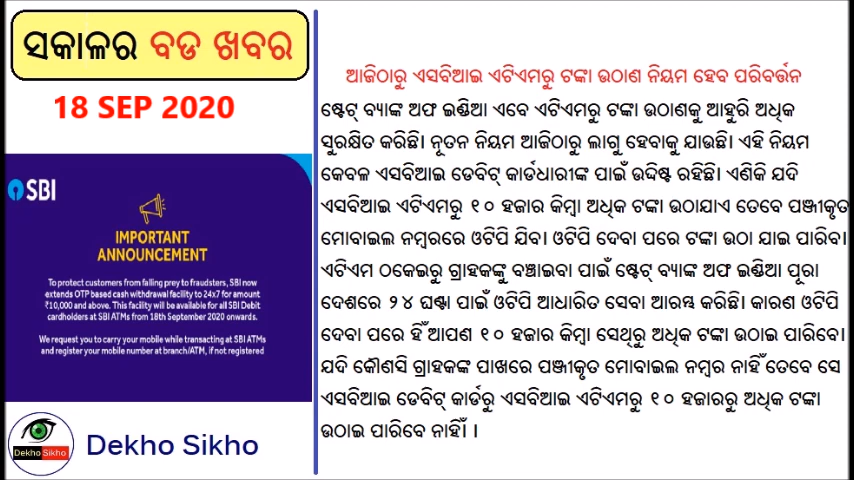 ସକାଳର ବଡ ଖବର
18 SEP 2020
SBI
IMPORTANT
ANNOUNCEMENT
To protect customers from falling prey to fraudsters, SBI now
extends OTP based cash withdrawal facility to 24x7 for amount
₹10,000 and above. This facility will be available for all SBI Debit
cardholders at SBI ATMs from 18th September 2020 onwards.
We request you to carry your mobile while transacting at SBI ATMs
and register your mobile number at branch/ATM, if not registered
Dekho Sikho
Dekho Sikho
ଆଜିଠାରୁ ଏସବିଆଇ ଏଟିଏମରୁ ଟଙ୍କା ଉଠାଣ ନିୟମ ହେବ ପରିବର୍ତ୍ତନ
ଷ୍ଟେଟ୍ ବ୍ୟାଙ୍କ ଅଫ ଇଣ୍ଡିଆ ଏବେ ଏଟିଏମରୁ ଟଙ୍କା ଉଠାଣକୁ ଆହୁରି ଅଧିକ
ସୁରକ୍ଷିତ କରିଛି। ନୂତନ ନିୟମ ଆଜିଠାରୁ ଲାଗୁ ହେବାକୁ ଯାଉଛି। ଏହି ନିୟମ
କେବଳ ଏସବିଆଇ ଡେବିଟ୍ କାର୍ଡଧାରୀଙ୍କ ପାଇଁ ଉଦ୍ଦିଷ୍ଟ ରହିଛି। ଏଣିକି ଯଦି
ଏସବିଆଇ ଏଟିଏମରୁ ୧୦ ହଜାର କିମ୍ବା ଅଧିକ ଟଙ୍କା ଉଠାଯାଏ ତେବେ ପଞ୍ଜୀକୃତ
ମୋବାଇଲ ନମ୍ବରରେ ଓଟିପି ଯିବ। ଓଟିପି ଦେବା ପରେ ଟଙ୍କା ଉଠା ଯାଇ ପାରିବ।
ଏଟିଏମ ଠକେଇରୁ ଗ୍ରାହକଙ୍କୁ ବଞ୍ଚାଇବା ପାଇଁ ଷ୍ଟେଟ୍ ବ୍ୟାଙ୍କ ଅଫ ଇଣ୍ଡିଆ ପୂରା
ଦେଶରେ ୨୪ ଘଣ୍ଟା ପାଇଁ ଓଟିପି ଆଧାରିତ ସେବା ଆରମ୍ଭ କରିଛି। କାରଣ ଓଟିପି
ଦେବା ପରେ ହିଁ ଆପଣ ୧୦ ହଜାର କିମ୍ବା ସେଥିରୁ ଅଧିକ ଟଙ୍କା ଉଠାଇ ପାରିବେ।
ଯଦି କୌଣସି ଗ୍ରାହକଙ୍କ ପାଖରେ ପଞ୍ଜୀକୃତ ମୋବାଇଲ ନମ୍ବର ନାହିଁ ତେବେ ସେ
ଏସବିଆଇ ଡେବିଟ୍ କାର୍ଡରୁ ଏସବିଆଇ ଏଟିଏମରୁ ୧୦ ହଜାରରୁ ଅଧିକ ଟଙ୍କା
ଉଠାଇ ପାରିବେ ନାହିଁ। ।